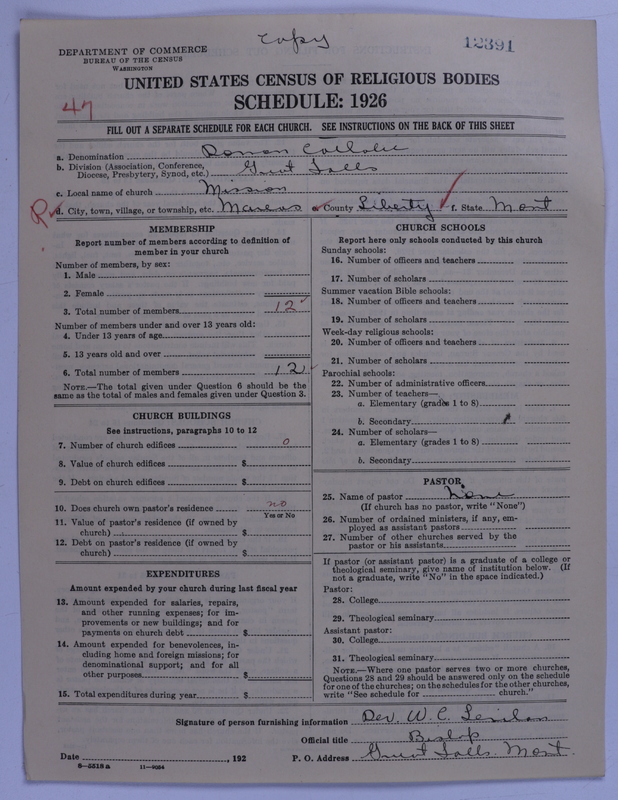 copy
12391
DEPARTMENT OF COMMERCE
BUREAU OF THE CENSUS
WASHINGTON
UNITED STATES CENSUS OF RELIGIOUS BODIES
SCHEDULE: 1926
47
FILL OUT A SEPARATE SCHEDULE FOR EACH CHURCH. SEE INSTRUCTIONS ON THE BACK OF THIS SHEET
a. Denomination Roman Catholic
b. Division (Association, Conference, Diocese, Presbytery, Synod, etc.) Great Falls
c. Local name of church Mission
R
d. City, town, village, or township, etc. e. County Liberty f. State Mont
MEMBERSHIP
Report number of members according to definition of
member in your church
Number of members, by sex:
1. Male
2. Female
3. Total number of members 12
Number of members under and over 13 years old:
4. Under 13 years of age
5. 13 years old and over
6. Total number of members 12
NOTE.—The total given under Question 6 should be the
same as the total of males and females given under Question 3.
CHURCH BUILDINGS
See instructions, paragraphs 10 to 12
7. Number of church edifices 0
8. Value of church edifices $
9. Debt on church edifices $
10. Does church own pastor's residence no
Yes or No
11. Value of pastor's residence (if owned by
church) $
12. Debt on pastor's residence (if owned by
church) $
EXPENDITURES
Amount expended by your church during last fiscal year
13. Amount expended for salaries, repairs,
and other running expenses; for im-
provements or new buildings; and for
payments on church debt $
14. Amount expended for benevolences, in-
cluding home and foreign missions; for
denominational support; and for all
other purposes $
15. Total expenditures during year $
CHURCH SCHOOLS
Report here only schools conducted by this church
Sunday schools:
16. Number of officers and teachers
17. Number of scholars
Summer vacation Bible schools:
18. Number of officers and teachers
19. Number of scholars
Week-day religious schools:
20. Number of officers and teachers
21. Number of scholars
Parochial schools:
22. Number of administrative officers
23. Number of teachers—
a. Elementary (grades 1 to 8)
b. Secondary
24. Number of scholars—
a. Elementary (grades 1 to 8)
b. Secondary
PASTOR
25. Name of pastor None
(If church has no pastor, write "None")
26. Number of ordained ministers, if any, em-
ployed as assistant pastors
27. Number of other churches served by the
pastor or his assistants
If pastor (or assistant pastor) is a graduate of a college or
theological seminary, give name of institution below. (If
not a graduate, write "No" in the space indicated.)
Pastor:
28. College
29. Theological seminary
Assistant pastor:
30. College
31. Theological seminary
NOTE.—Where one pastor serves two or more churches,
Questions 28 and 29 should be answered only on the schedule
for one of the churches; on the schedules for the other churches,
write "See schedule for church."
Signature of person furnishing information Rev. W. C.
Official title Bishop
Date , 192 P. O. Address Great Falls. Mont.
8—5518 a 11—9264